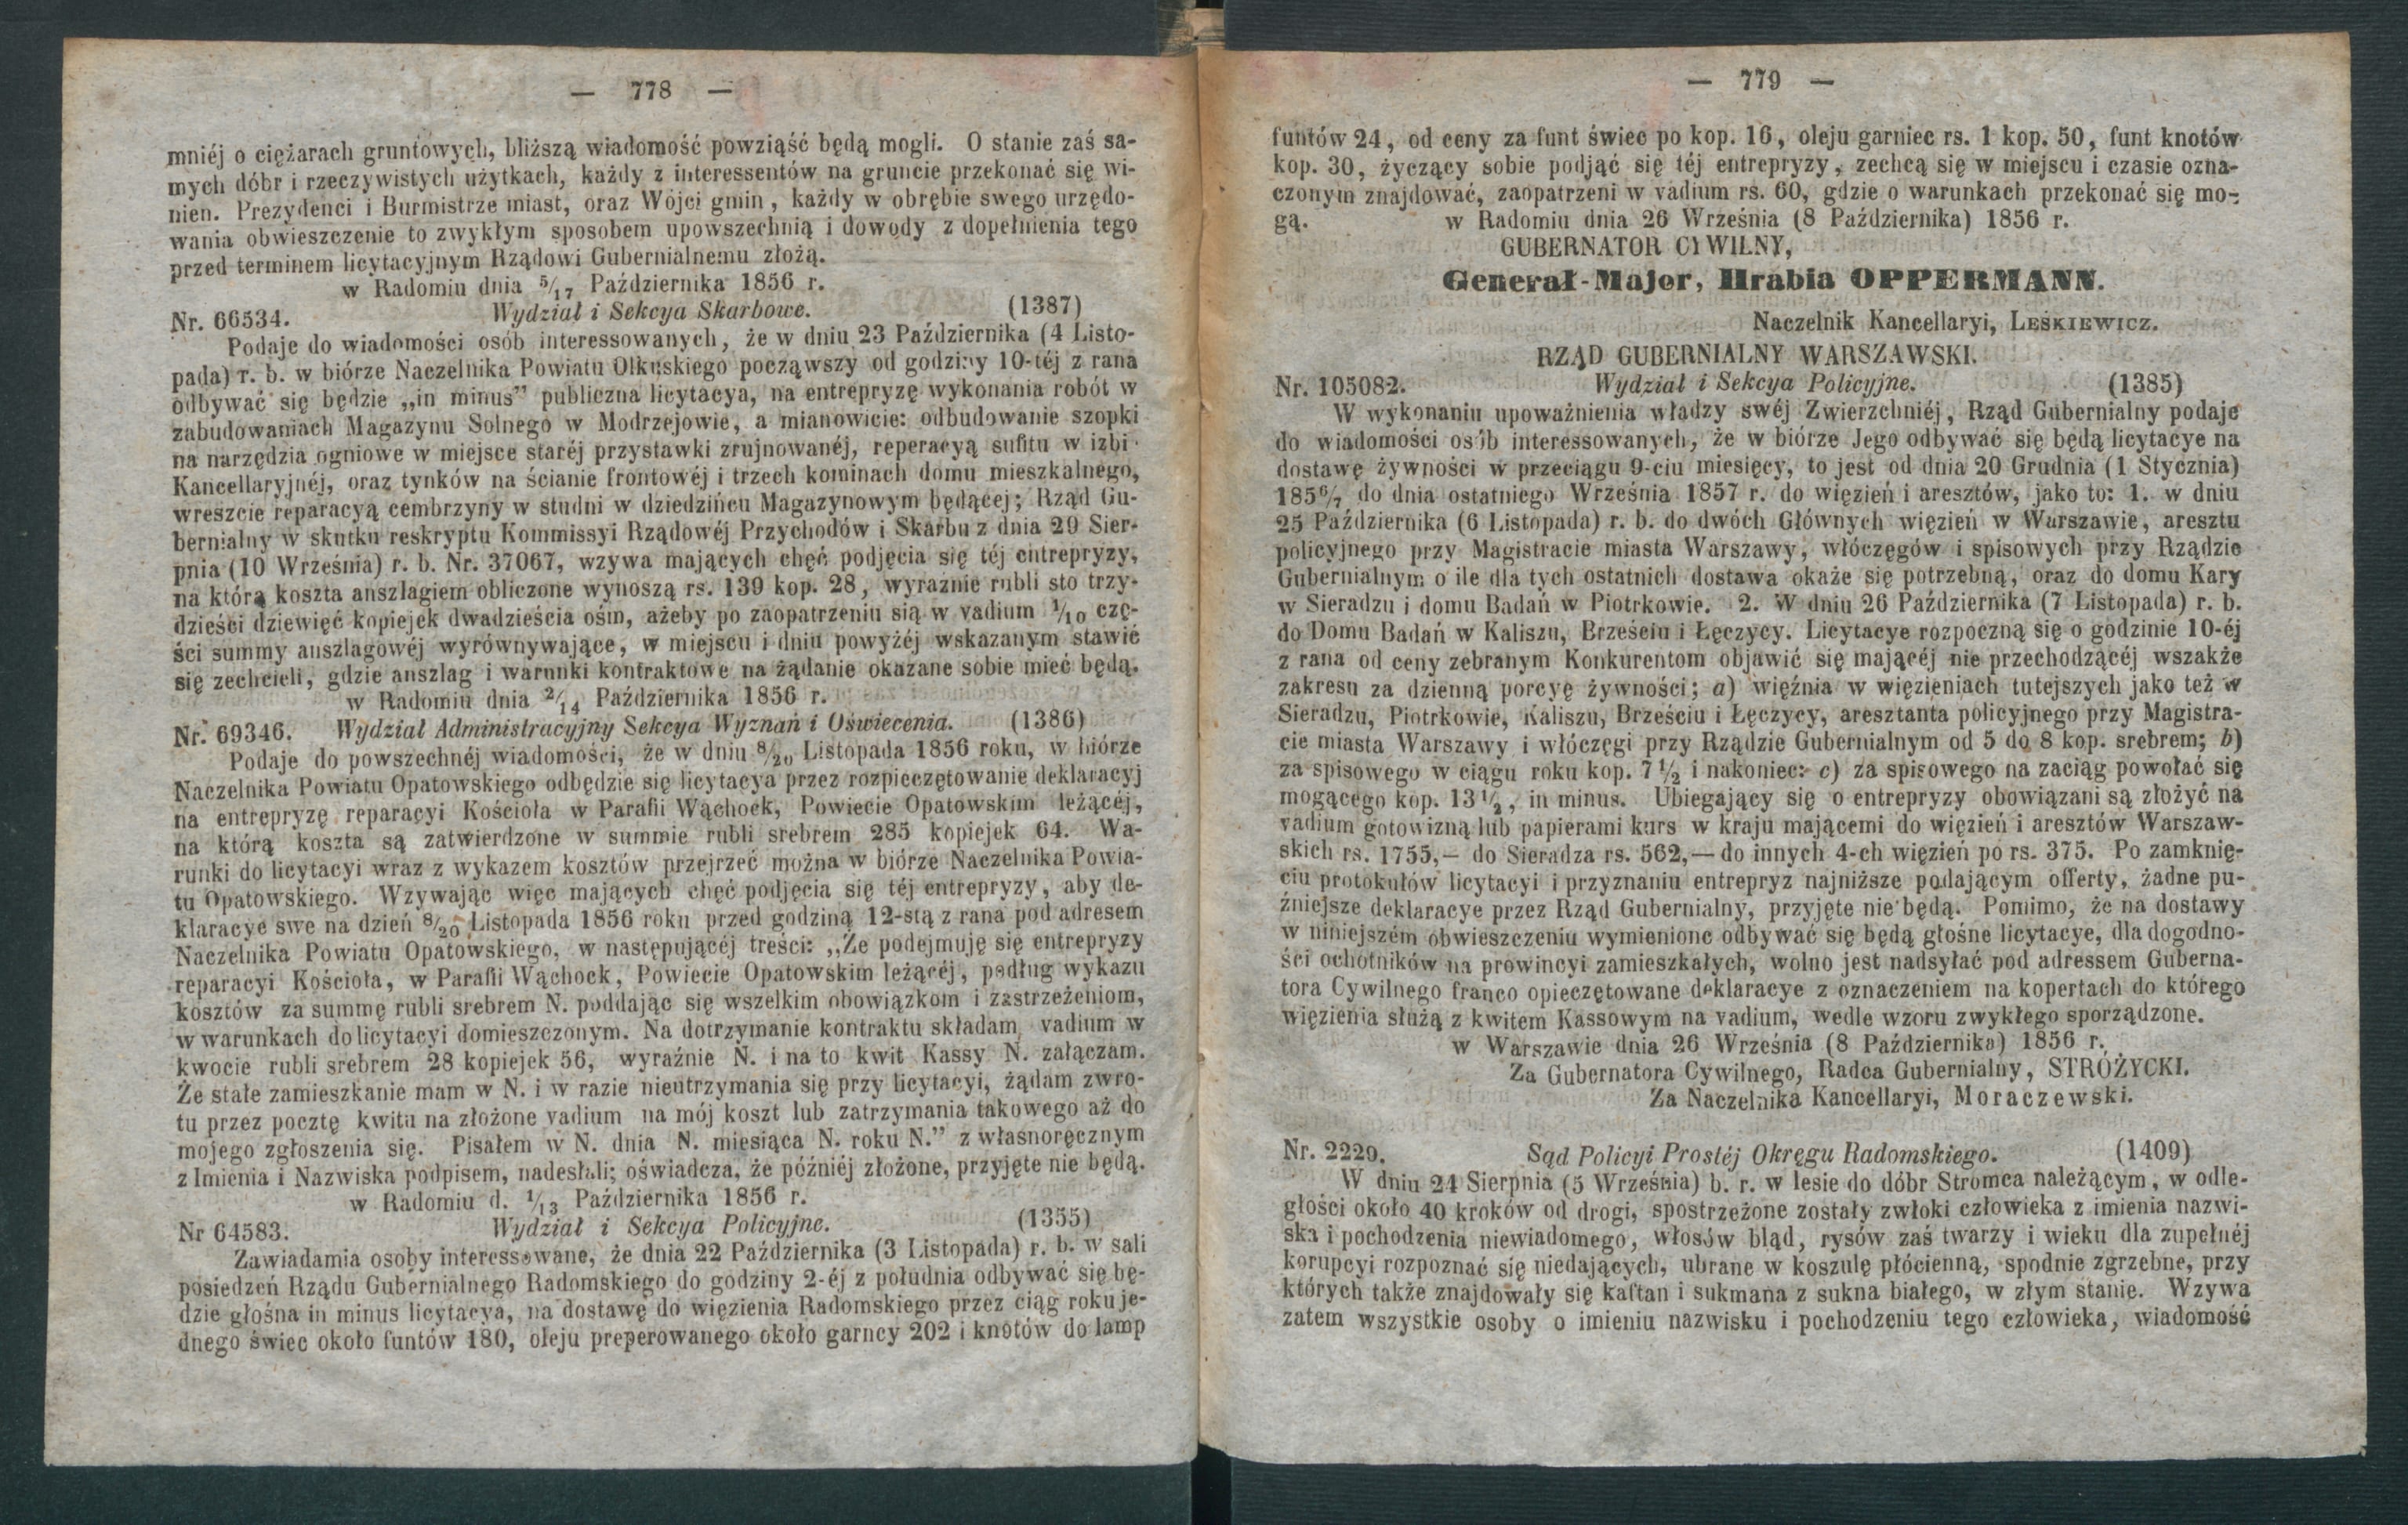 — 778 —
mniéj o ciężarach gruntowych, bliższą wiadomość powziąść będą mogli. O stanie zaś sa-
mych dóbr i rzeczywistych użytkach, każdy z interessentów na gruncie przekonać się wi-
nien. Prezydenci i Burmistrze miast, oraz Wójci gmin, każdy w obrębie swego urzędo-
wania obwieszczenie to zwykłym sposobem upowszechnią i dowody z dopełnienia tego
przed terminem licytacyjnym Rządowi Gubernialnemu złożą.
w Radomiu dnia 5/17 Października 1856 r.
Nr. 66534. Wydział i Sekcya Skarbowe. (1387)
Podaje do wiadomości osób interessowanych, że w dniu 23 Października (4 Listo-
pada) r. b. w biórze Naczelnika Powiatu Olkuskiego począwszy od godziny 10-téj z rana
odbywać się będzie „in minus” publiczna licytacya, na entrepryzę wykonania robót w
zabudowaniach Magazynu Solnego w Modrzejowie, a mianowicie: odbudowanie szopki
na narzędzia ogniowe w miejsce staréj przystawki zrujnowanéj, reperacyą sufitu w izbi
Kancellaryjnéj, oraz tynków na ścianie frontowéj i trzech kominach domu mieszkalnego,
wreszcie reparacyą cembrzyny w studni w dziedzińcu Magazynowym będącéj; Rząd Gu-
bernialny w skutku reskryptu Kommissyi Rządowéj Przychodów i Skarbu z dnia 29 Sier-
pnia (10 Września) r. b. Nr. 37067, wzywa mających chęć podjęcia się téj entrepryzy,
na którą koszta anszlagiem obliczone wynoszą rs. 139 kop. 28, wyraźnie rubli sto trzy-
dzieści dziewięć kopiejek dwadzieścia ośm, ażeby po zaopatrzeniu sią w vadium 1/10 czę-
ści summy anszlagowéj wyrównywające, w miejscu i dniu powyżéj wskazanym stawić
się zechcieli, gdzie anszlag i warunki kontraktowe na żądanie okazane sobie mieć będą.
w Radomiu dnia 2/14 Października 1856 r.
Nr. 69346. Wydział Administracyjny Sekcya Wyznań i Oświecenia. (1386)
Podaje do powszechnéj wiadomości, że w dniu 8/20 Listopada 1856 roku, w biórze
Naczelnika Powiatu Opatowskiego odbędzie się licytacya przez rozpieczętowanie deklaracyj
na entrepryzę reparacyi Kościoła w Parafii Wąchock, Powiecie Opatowskim leżącéj,
na którą koszta są zatwierdzone w summie rubli srebrem 285 kopiejek 64. Wa-
runki do licytacyi wraz z wykazem kosztów przejrzeć można w biórze Naczelnika Powia-
tu Opatowskiego. Wzywając więc mających chęć podjęcia się téj entrepryzy, aby de-
klaracye swe na dzień 8/20 Listopada 1856 roku przed godziną 12-stą z rana pod adresem
Naczelnika Powiatu Opatowskiego, w następującéj treści: „Że podejmuję się entrepryzy
reparacyi Kościoła, w Parafii Wąchock, Powiecie Opatowskim leżącéj, podług wykazu
kosztów za summę rubli srebrem N. poddając się wszelkim obowiązkom i zastrzeżeniom,
w warunkach do licytacyi domieszczonym. Na dotrzymanie kontraktu składam vadium w
kwocie rubli srebrem 28 kopiejek 56, wyraźnie N. i na to kwit Kassy N. załączam.
Że stałe zamieszkanie mam w N. i w razie nieutrzymania się przy licytacyi, żądam zwro-
tu przez pocztę kwitu na złożone vadium na mój koszt lub zatrzymania takowego aż do
mojego zgłoszenia się. Pisałem w N. dnia N. miesiąca N. roku N.” z własnoręcznym
z Imienia i Nazwiska podpisem, nadesłali; oświadcza, że późniéj złożone, przyjęte nie będą.
w Radomiu d. 1/13 Października 1856 r.
Nr 64583. Wydział i Sekcya Policyjne. (1355)
Zawiadamia osoby interessowane, że dnia 22 Października (3 Listopada) r. b. w sali
posiedzeń Rządu Gubernialnego Radomskiego do godziny 2-éj z południa odbywać się bę-
dzie głośna in minus licytacya, na dostawę do więzienia Radomskiego przez ciąg roku je-
dnego świec około funtów 180, oleju preperowanego około garncy 202 i knotów do lamp
— 779 —
funtów 24, od ceny za funt świec po kop. 16, oleju garniec rs. 1 kop. 50, funt knotów
kop. 30, życzący sobie podjąć się téj entrepryzy, zechcą się w miejscu i czasie ozna-
czonym znajdować, zaopatrzeni w vadium rs. 60, gdzie o warunkach przekonać się mo-
gą. w Radomiu dnia 26 Września (8 Października) 1856 r.
GUBERNATOR CYWILNY,
Generał-Major, Hrabia OPPERMANN.
Naczelnik Kancellaryi, LEŚKIEWICZ.
RZĄD GUBERNIALNY WARSZAWSKI.
Nr. 105082. Wydział i Sekcya Policyjne. (1385)
W wykonaniu upoważnienia władzy swéj Zwierzchniéj, Rząd Gubernialny podaje
do wiadomości osób interessowanych, że w biórze Jego odbywać się będą licytacye na
dostawę żywności w przeciągu 9-ciu miesięcy, to jest od dnia 20 Grudnia (1 Stycznia)
1856/7 do dnia ostatniego Września 1857 r. do więzień i aresztów, jako to: 1. w dniu
25 Października (6 Listopada) r. b. do dwóch Głównych więzień w Warszawie, aresztu
policyjnego przy Magistracie miasta Warszawy, włóczęgów i spisowych przy Rządzie
Gubernialnym o ile dla tych ostatnich dostawa okaże się potrzebną, oraz do domu Kary
w Sieradzu i domu Badań w Piotrkowie. 2. W dniu 26 Października (7 Listopada) r. b.
do Domu Badań w Kaliszu, Brześciu i Łęczycy. Licytacye rozpoczną się o godzinie 10-éj
z rana od ceny zebranym Konkurentom objawić się mającéj nie przechodzącéj wszakże
zakresu za dzienną porcyę żywności; a) więźnia w więzieniach tutejszych jako też w
Sieradzu, Piotrkowie, Kaliszu, Brześciu i Łęczycy, aresztanta policyjnego przy Magistra-
cie miasta Warszawy i włóczęgi przy Rządzie Gubernialnym od 5 do 8 kop. srebrem; b)
za spisowego w ciągu roku kop. 7 1/2 i nakoniec: c) za spisowego na zaciąg powołać się
mogącego kop. 13 1/2, in minus. Ubiegający się o entrepryzy obowiązani są złożyć na
vadium gotowizną lub papierami kurs w kraju mającemi do więzień i aresztów Warszaw-
skich rs. 1755,— do Sieradza rs. 562,— do innych 4-ch więzień po rs. 375. Po zamknię-
ciu protokułów licytacyi i przyznaniu entrepryz najniższe podającym offerty, żadne pu-
źniejsze deklaracye przez Rząd Gubernialny, przyjęte nie będą. Pomimo, że na dostawy
w niniejszém obwieszczeniu wymienione odbywać się będą głośne licytacye, dla dogodno-
ści ochotników na prowincyi zamieszkałych, wolno jest nadsyłać pod adressem Guberna-
tora Cywilnego franco opieczętowane deklaracye z oznaczeniem na kopertach do którego
więzienia służą z kwitem Kassowym na vadium, wedle wzoru zwykłego sporządzone.
w Warszawie dnia 26 Września (8 Października) 1856 r.
Za Gubernatora Cywilnego, Radca Gubernialny, STRÓŻYCKI.
Za Naczelnika Kancellaryi, Moraczewski.
Nr. 2229. Sąd Policyi Prostéj Okręgu Radomskiego. (1409)
W dniu 24 Sierpnia (5 Września) b. r. w lesie do dóbr Stromca należącym, w odle-
głości około 40 kroków od drogi, spostrzeżone zostały zwłoki człowieka z imienia nazwi-
ska i pochodzenia niewiadomego, włosów bląd, rysów zaś twarzy i wieku dla zupełnéj
korupcyi rozpoznać się niedających, ubrane w koszulę płócienną, spodnie zgrzebne, przy
których także znajdowały się kaftan i sukmana z sukna białego, w złym stanie. Wzywa
zatem wszystkie osoby o imieniu nazwisku i pochodzeniu tego człowieka, wiadomość